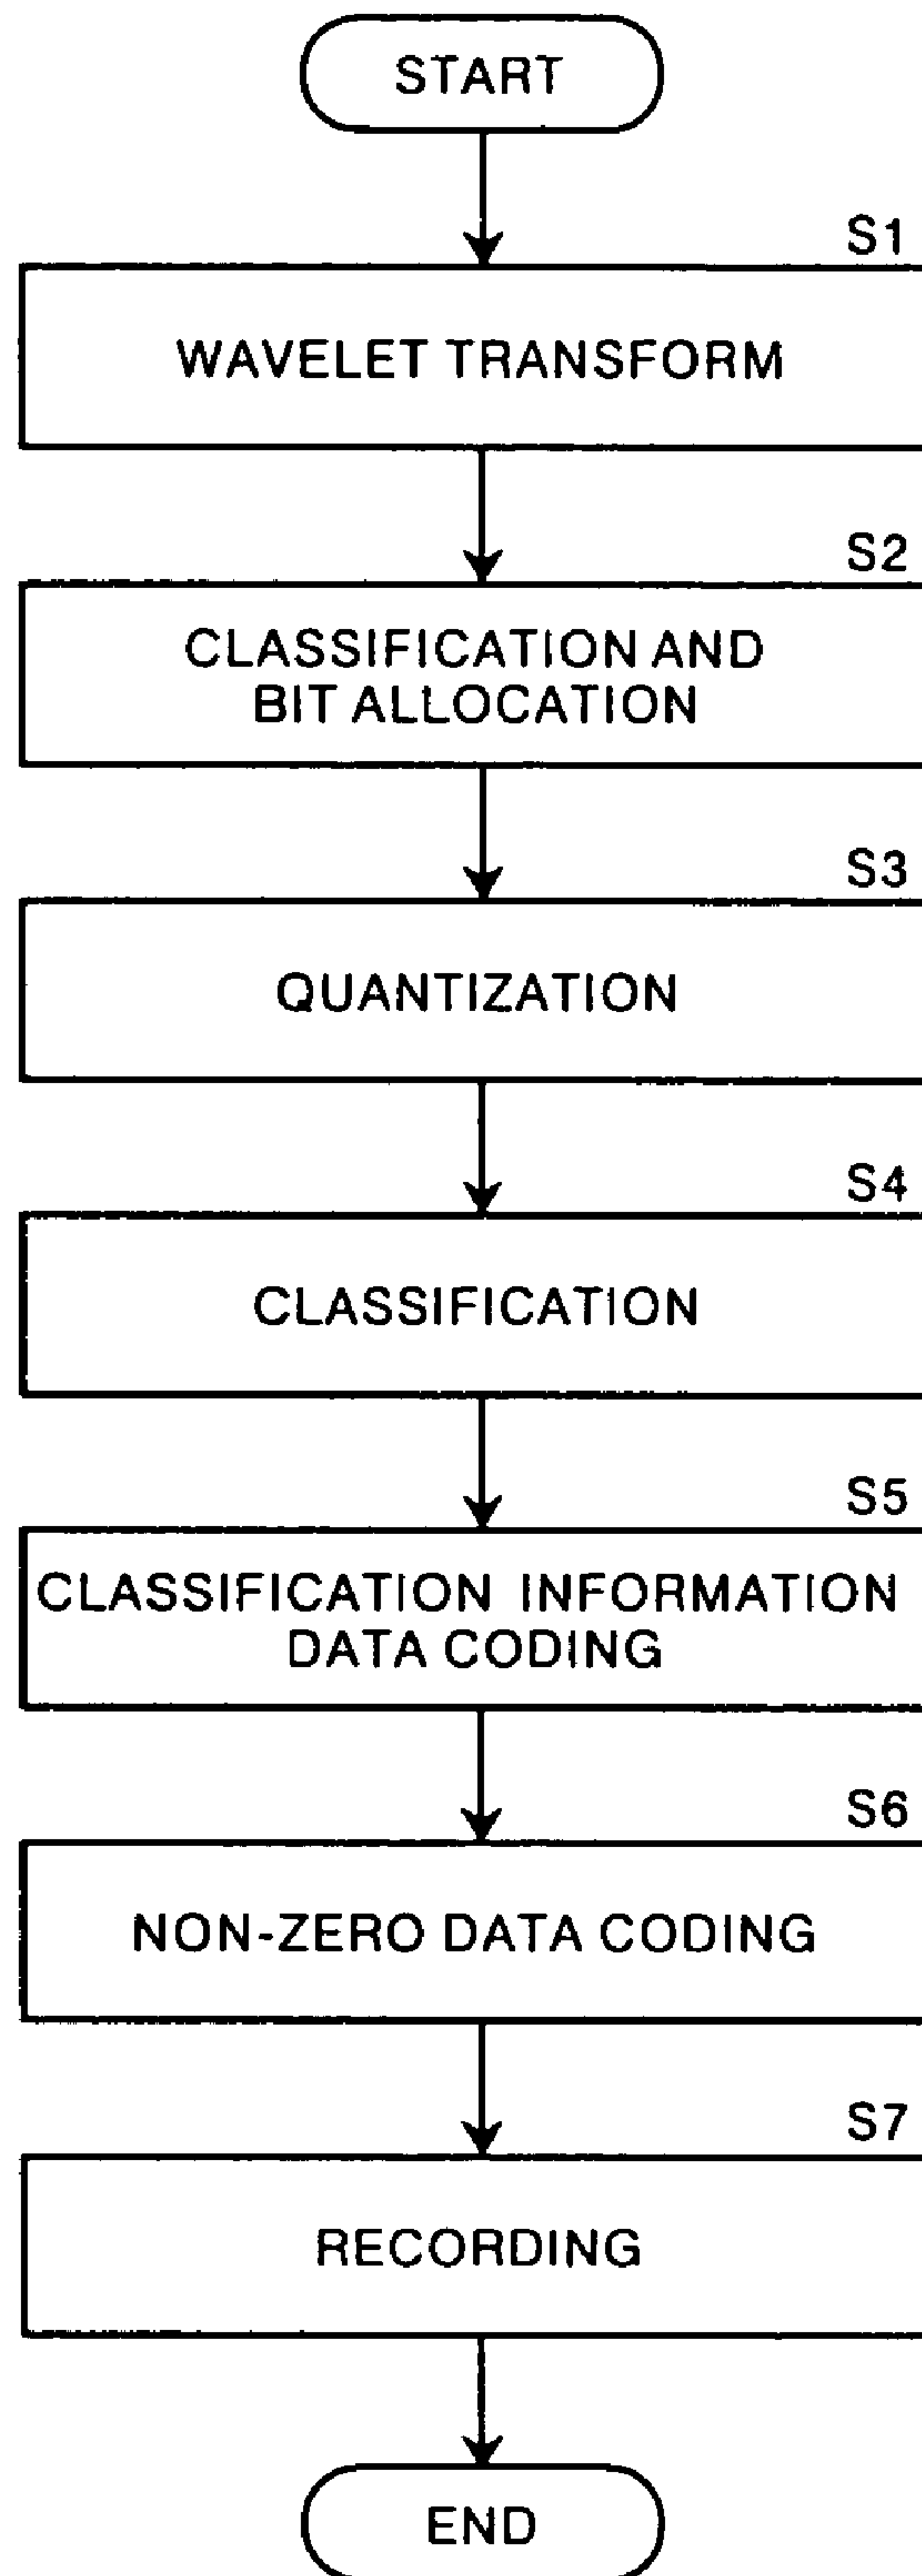 START
S1
WAVELET TRANSFORM
S2
CLASSIFICATION AND
BIT ALLOCATION
S3
QUANTIZATION
S4
CLASSIFICATION
S5
CLASSIFICATION INFORMATION
DATA CODING
S6
NON-ZERO DATA CODING
S7
RECORDING
END